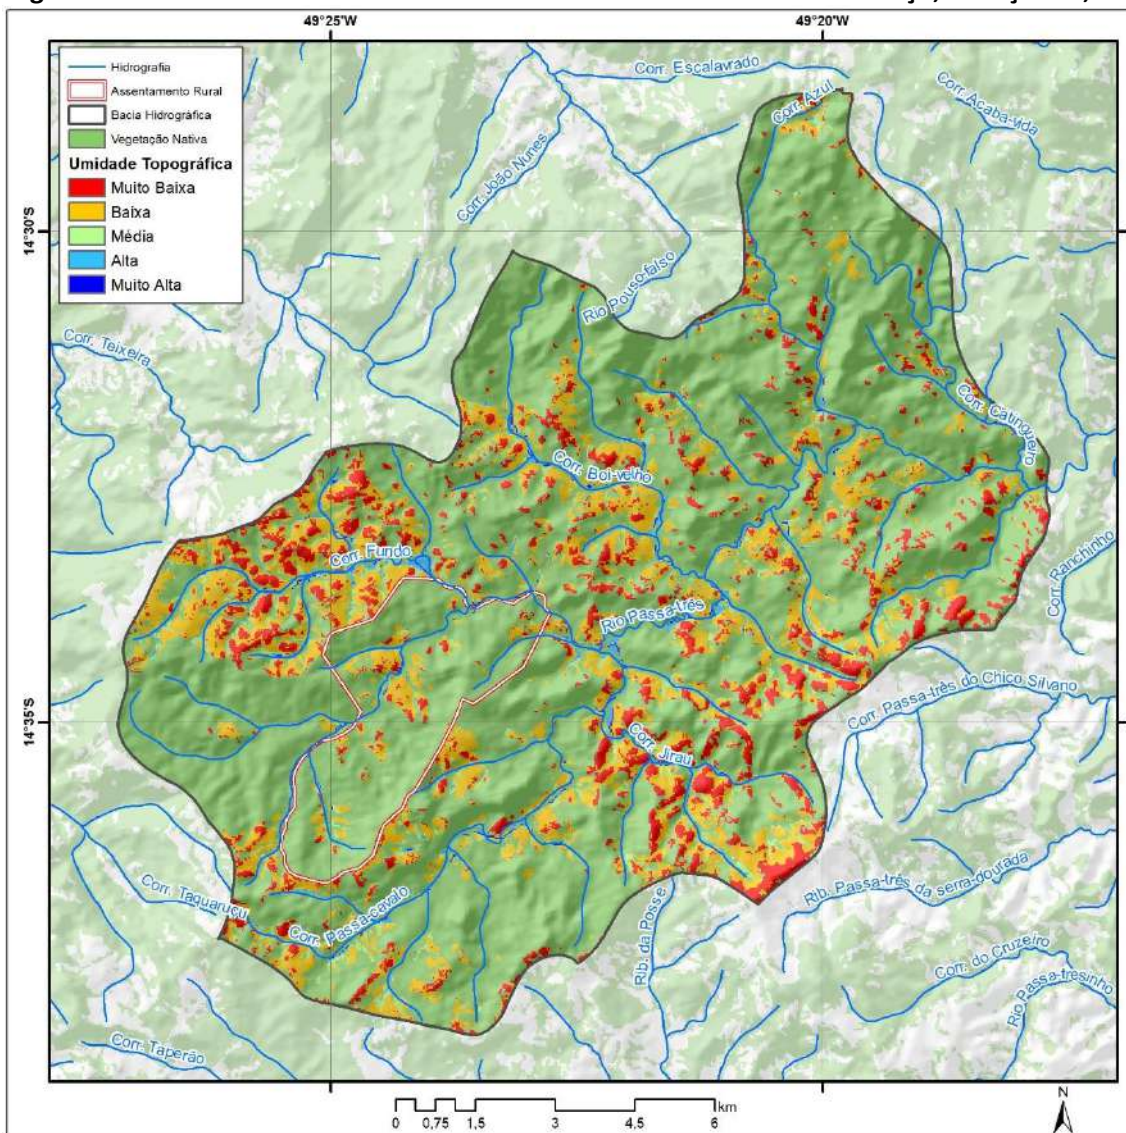 49°25'W
49°20'W
Hidrografia
Assentamento Rural
Bacia Hidrográfica
Vegetação Nativa
Umidade Topográfica
Muito Baixa
Baixa
Média
Alta
Muito Alta
Corr. Escalavrado
Corr. Azul
Corr. Acaba-vida
Corr. João Nunes
14°30'S
Rio Pouso-falso
Corr. Teixeira
Corr. Catingueiro
Corr. Boi-velho
Corr. Fundo
Corr. Ranchinho
Rio Passa-três
Corr. Passa-três do Chico Silvano
14°35'S
Corr. Jirau
Rib. Passa-três da serra-dourada
Corr. Taquaruçu
Corr. Passa-cavalo
Rib. da Posse
Corr. do Cruzeiro
Rio Passa-tresinho
Corr. Taperão
N
km
0 0,75 1,5 3 4,5 6